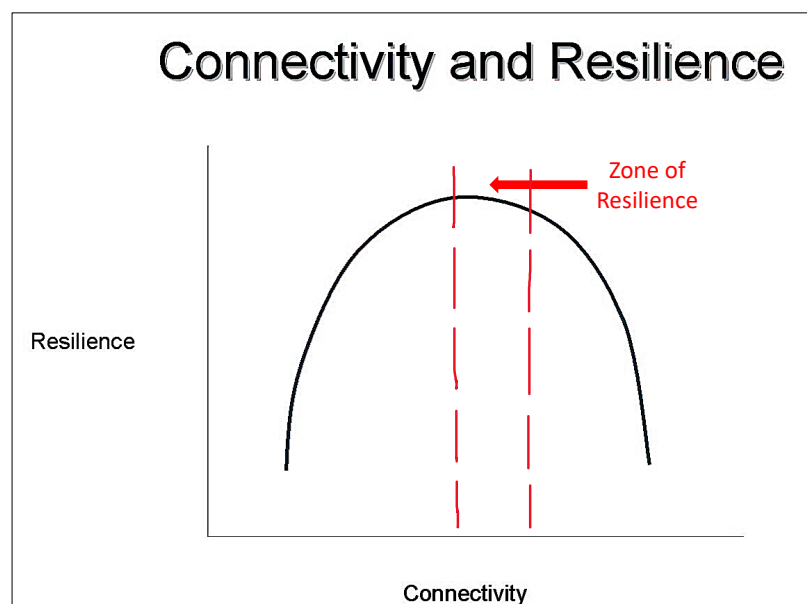 Connectivity and Resilience
Zone of
Resilience
Resilience
Connectivity